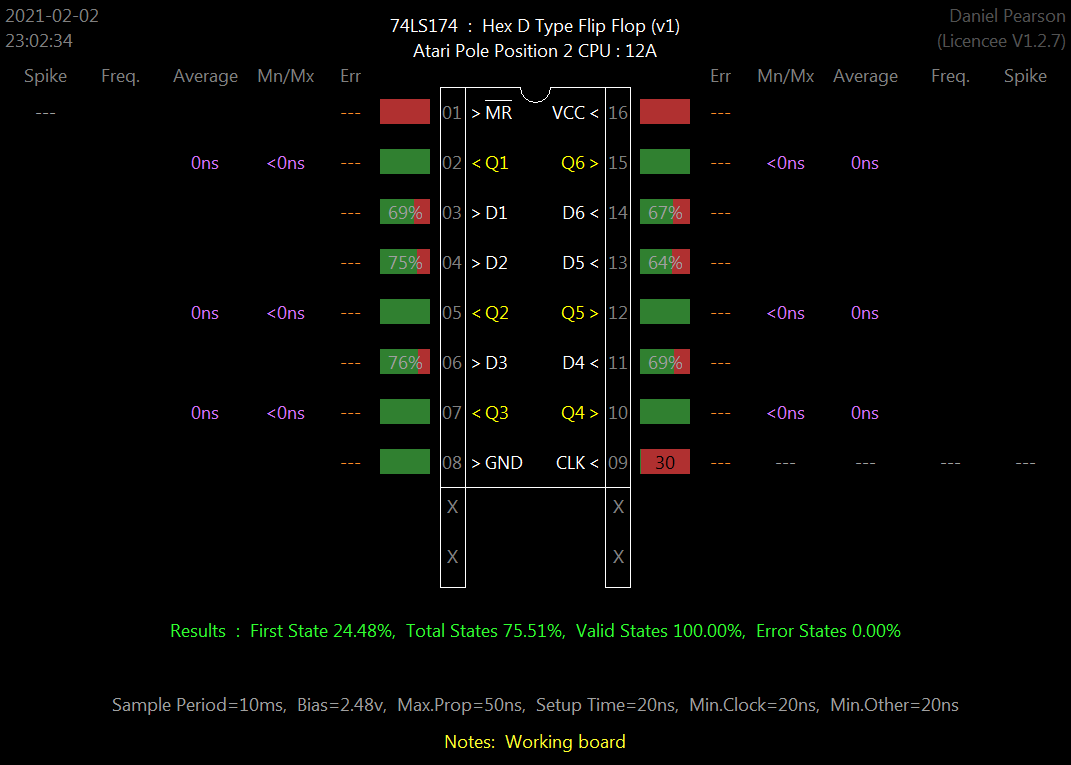 2021-02-02 74LS174 : Hex D Type Flip Flop (v1) Daniel Pearson
23:02:34 Atari Pole Position 2 CPU : 12A (Licencee V1.2.7)
Spike Freq. Average Mn/Mx Err Err Mn/Mx Average Freq. Spike
--- --- 01 > MR VCC < 16 ---
0ns <0ns --- 02 < Q1 Q6 > 15 --- <0ns 0ns
--- 69% 03 > D1 D6 < 14 67% ---
--- 75% 04 > D2 D5 < 13 64% ---
0ns <0ns --- 05 < Q2 Q5 > 12 --- <0ns 0ns
--- 76% 06 > D3 D4 < 11 69% ---
0ns <0ns --- 07 < Q3 Q4 > 10 --- <0ns 0ns
--- 08 > GND CLK < 09 30 --- --- --- --- ---
X X
X X
Results : First State 24.48%, Total States 75.51%, Valid States 100.00%, Error States 0.00%
Sample Period=10ms, Bias=2.48v, Max.Prop=50ns, Setup Time=20ns, Min.Clock=20ns, Min.Other=20ns
Notes: Working board